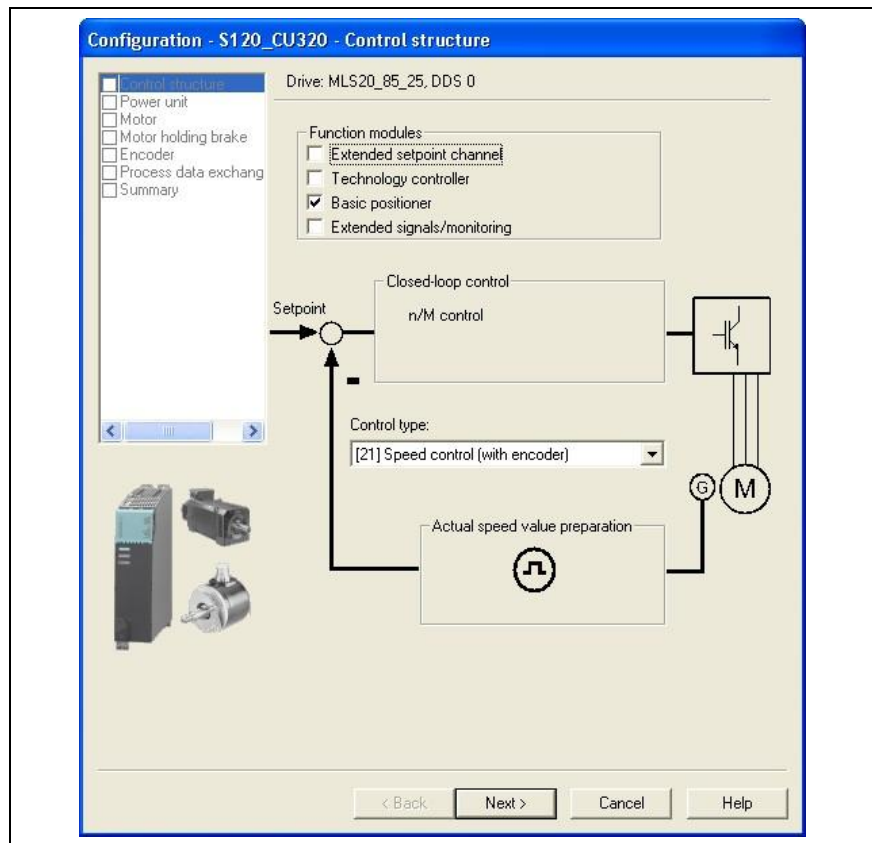 Configuration - S120_CU320 - Control structure
Control structure
Power unit
Motor
Motor holding brake
Encoder
Process data exchang
Summary
Drive: MLS20_85_25, DDS 0
Function modules
Extended setpoint channel
Technology controller
Basic positioner
Extended signals/monitoring
Closed-loop control
Setpoint
n/M control
Control type:
[21] Speed control (with encoder)
G
M
Actual speed value preparation
< Back
Next >
Cancel
Help